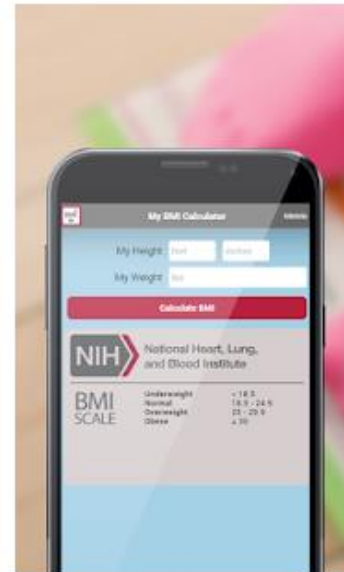 My BMI Calculator
My Height feet inches
My Weight lbs
Calculate BMI
NIH National Heart, Lung,
and Blood Institute
BMI
SCALE
Underweight < 18.5
Normal 18.5 - 24.9
Overweight 25 - 29.9
Obese ≥ 30